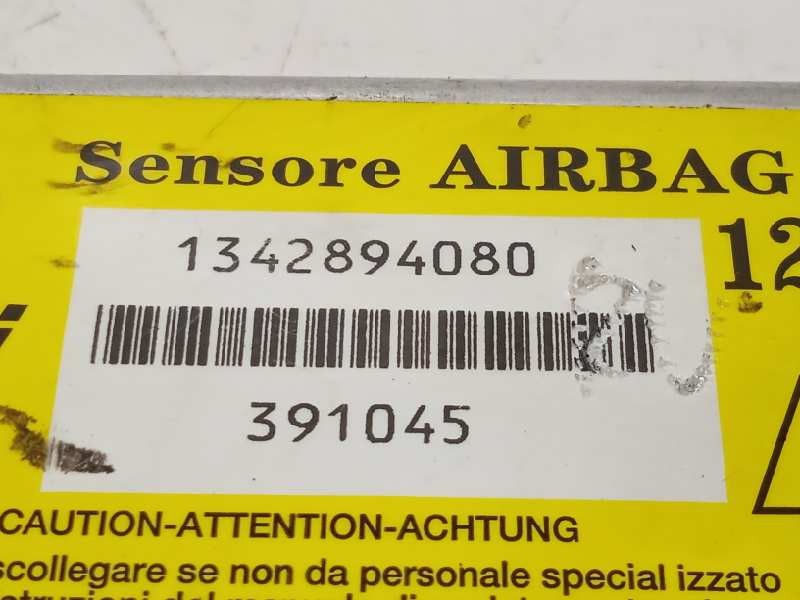 Sensore AIRBAG
12
1342894080
391045
CAUTION-ATTENTION-ACHTUNG
scollegare se non da personale special izzato